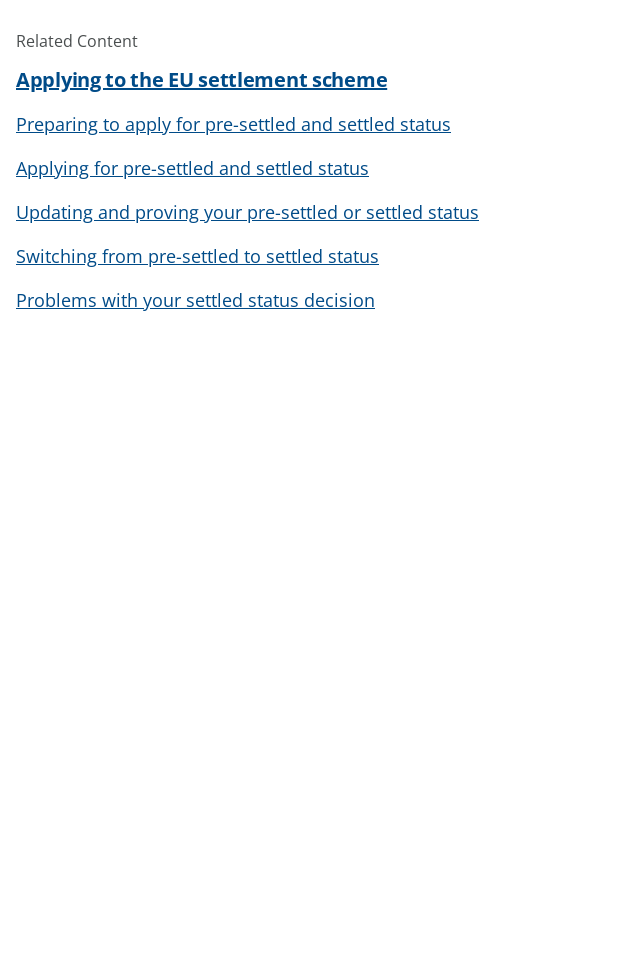 Related Content
Applying to the EU settlement scheme
Preparing to apply for pre-settled and settled status
Applying for pre-settled and settled status
Updating and proving your pre-settled or settled status
Switching from pre-settled to settled status
Problems with your settled status decision